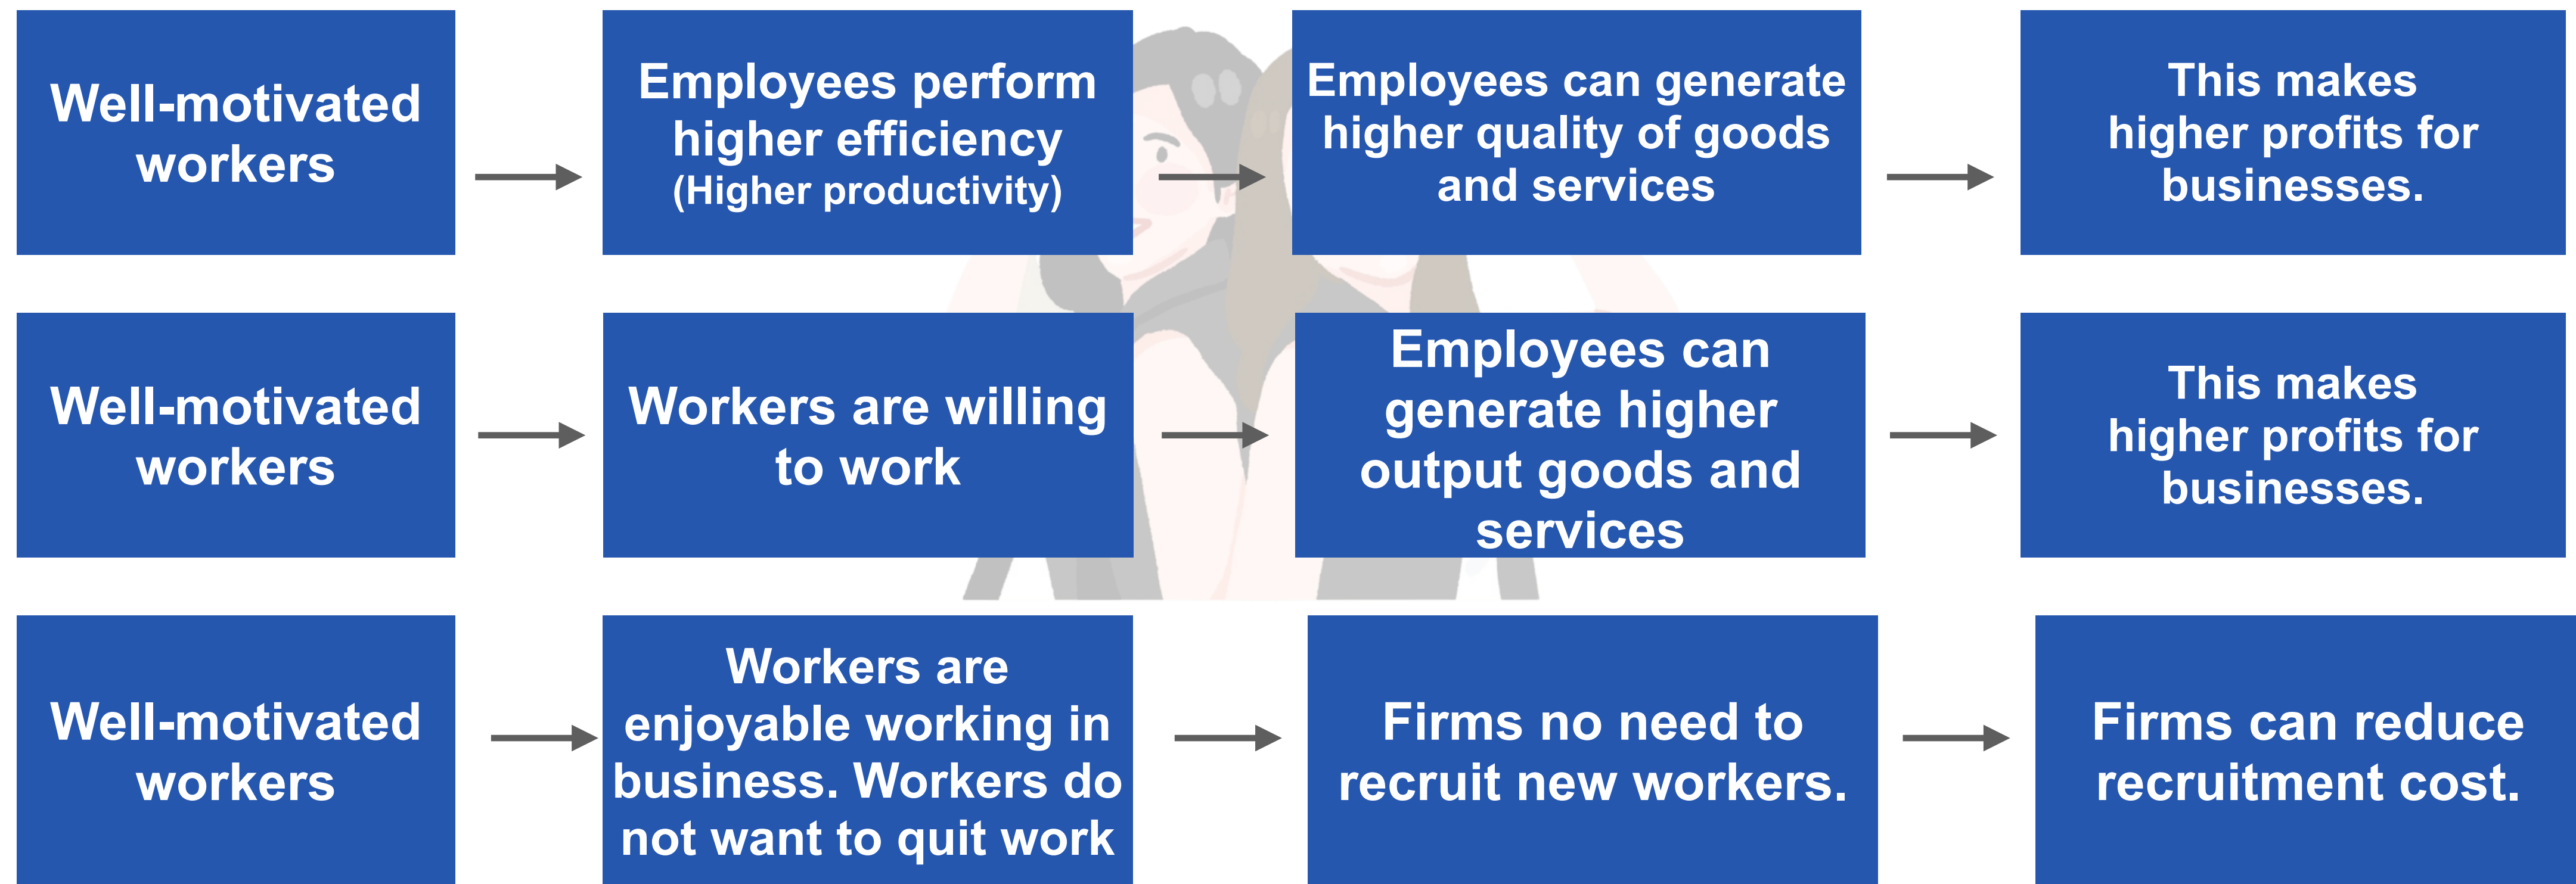 Well-motivated
workers
Employees perform
higher efficiency
(Higher productivity)
Employees can generate
higher quality of goods
and services
This makes
higher profits for
businesses.
Well-motivated
workers
Workers are willing
to work
Employees can
generate higher
output goods and
services
This makes
higher profits for
businesses.
Well-motivated
workers
Workers are
enjoyable working in
business. Workers do
not want to quit work
Firms no need to
recruit new workers.
Firms can reduce
recruitment cost.